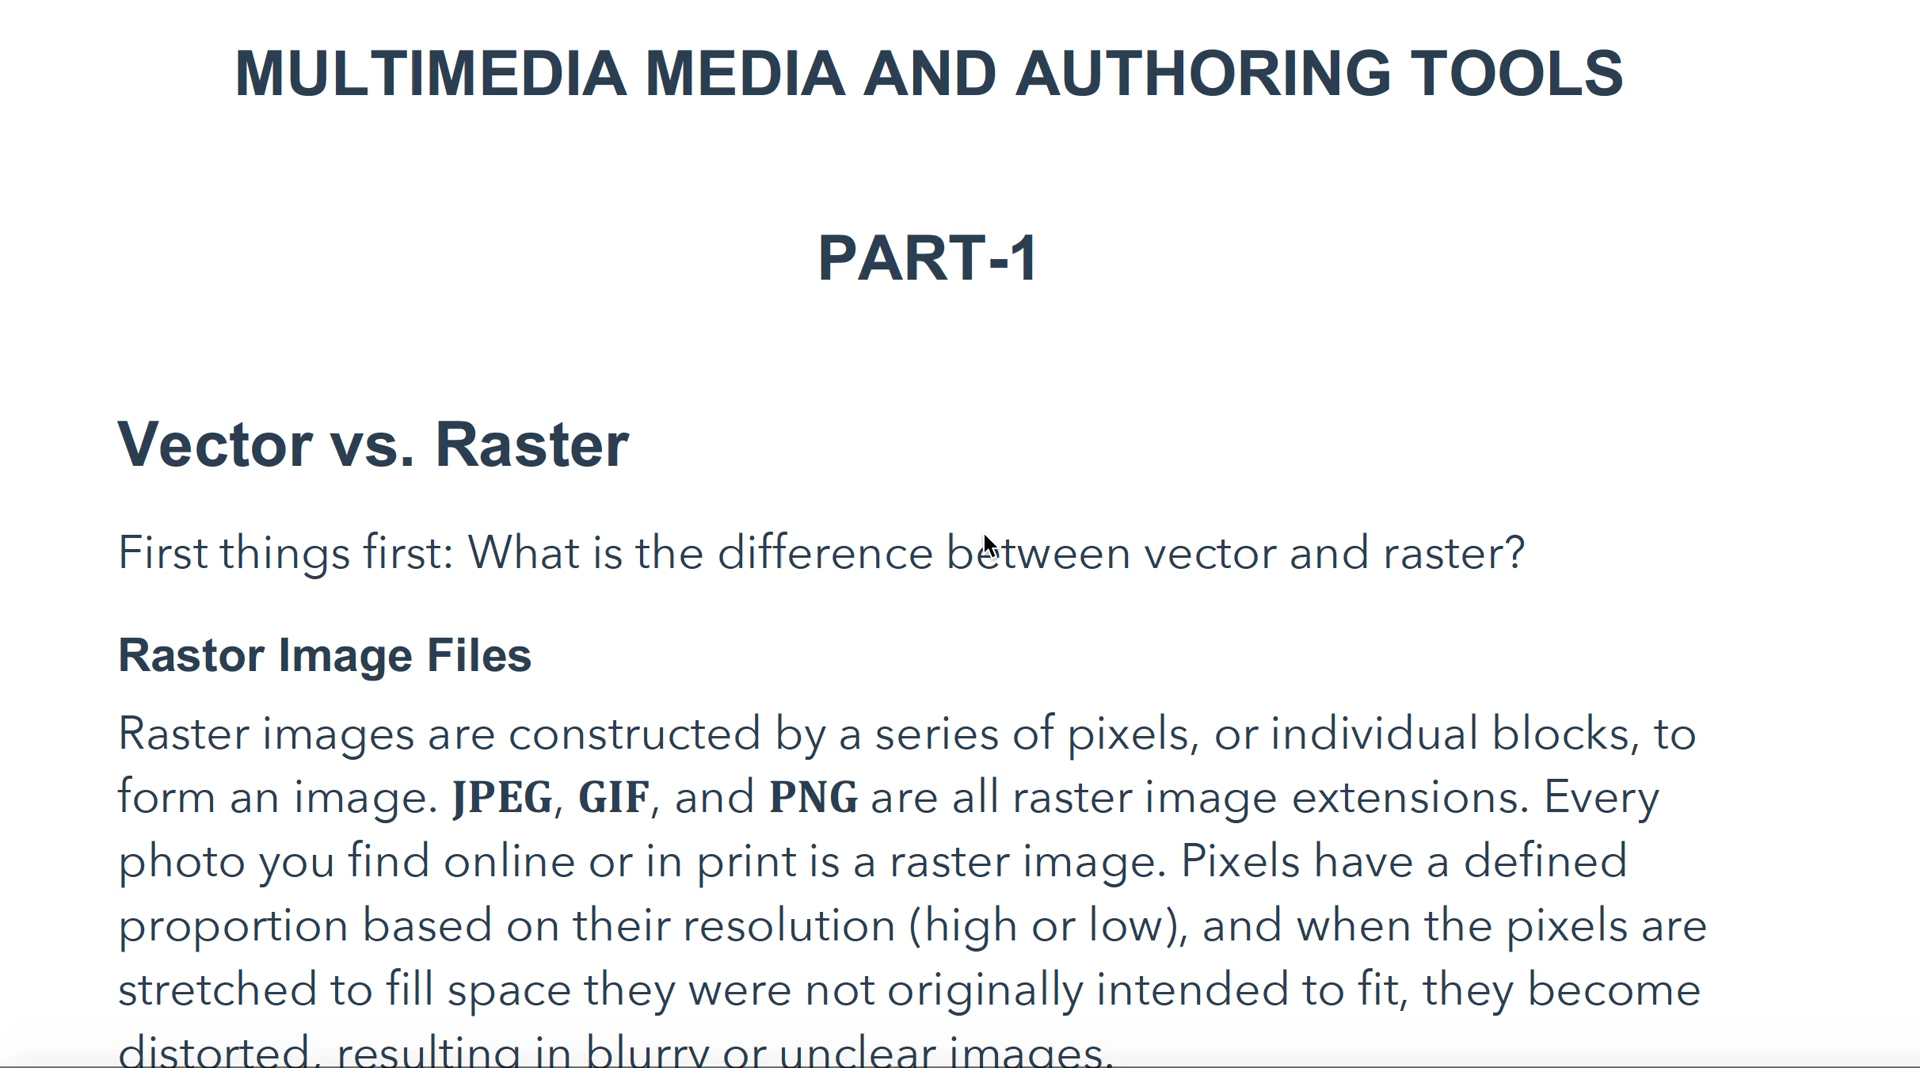 MULTIMEDIA MEDIA AND AUTHORING TOOLS
PART-1
Vector vs. Raster
First things first: What is the difference between vector and raster?
Rastor Image Files
Raster images are constructed by a series of pixels, or individual blocks, to
form an image. JPEG, GIF, and PNG are all raster image extensions. Every
photo you find online or in print is a raster image. Pixels have a defined
proportion based on their resolution (high or low), and when the pixels are
stretched to fill space they were not originally intended to fit, they become
distorted, resulting in blurry or unclear images.